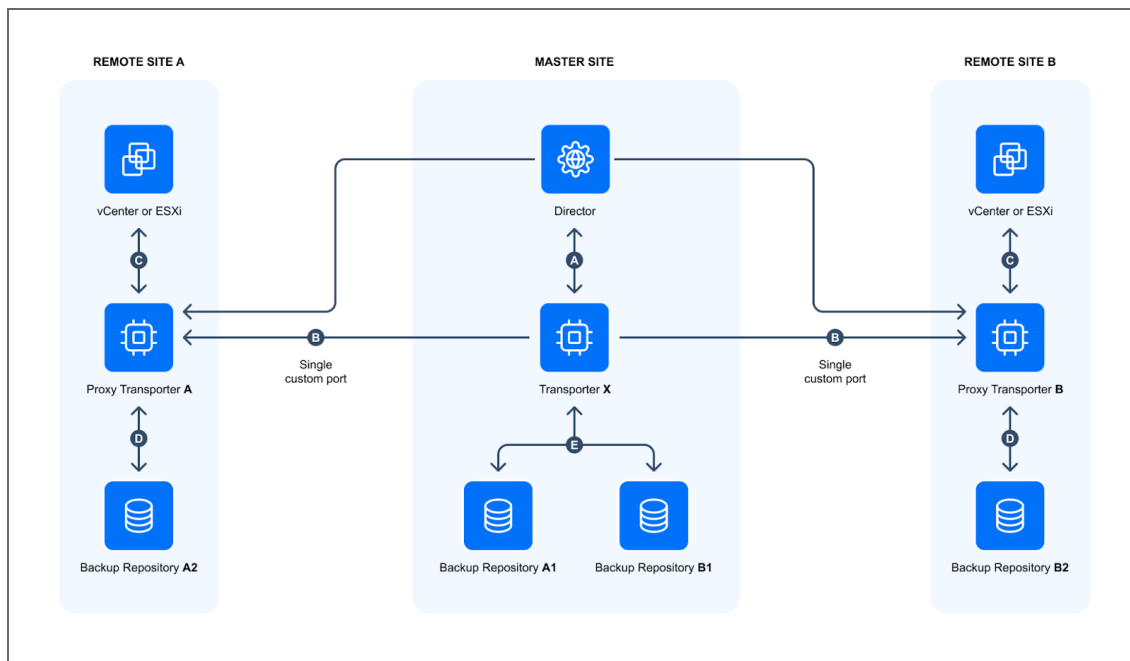 REMOTE SITE A
MASTER SITE
REMOTE SITE B
vCenter or ESXi
Director
vCenter or ESXi
C
A
C
B
B
Single
custom port
Single
custom port
Proxy Transporter A
Transporter X
Proxy Transporter B
D
E
D
Backup Repository A2
Backup Repository A1
Backup Repository B1
Backup Repository B2